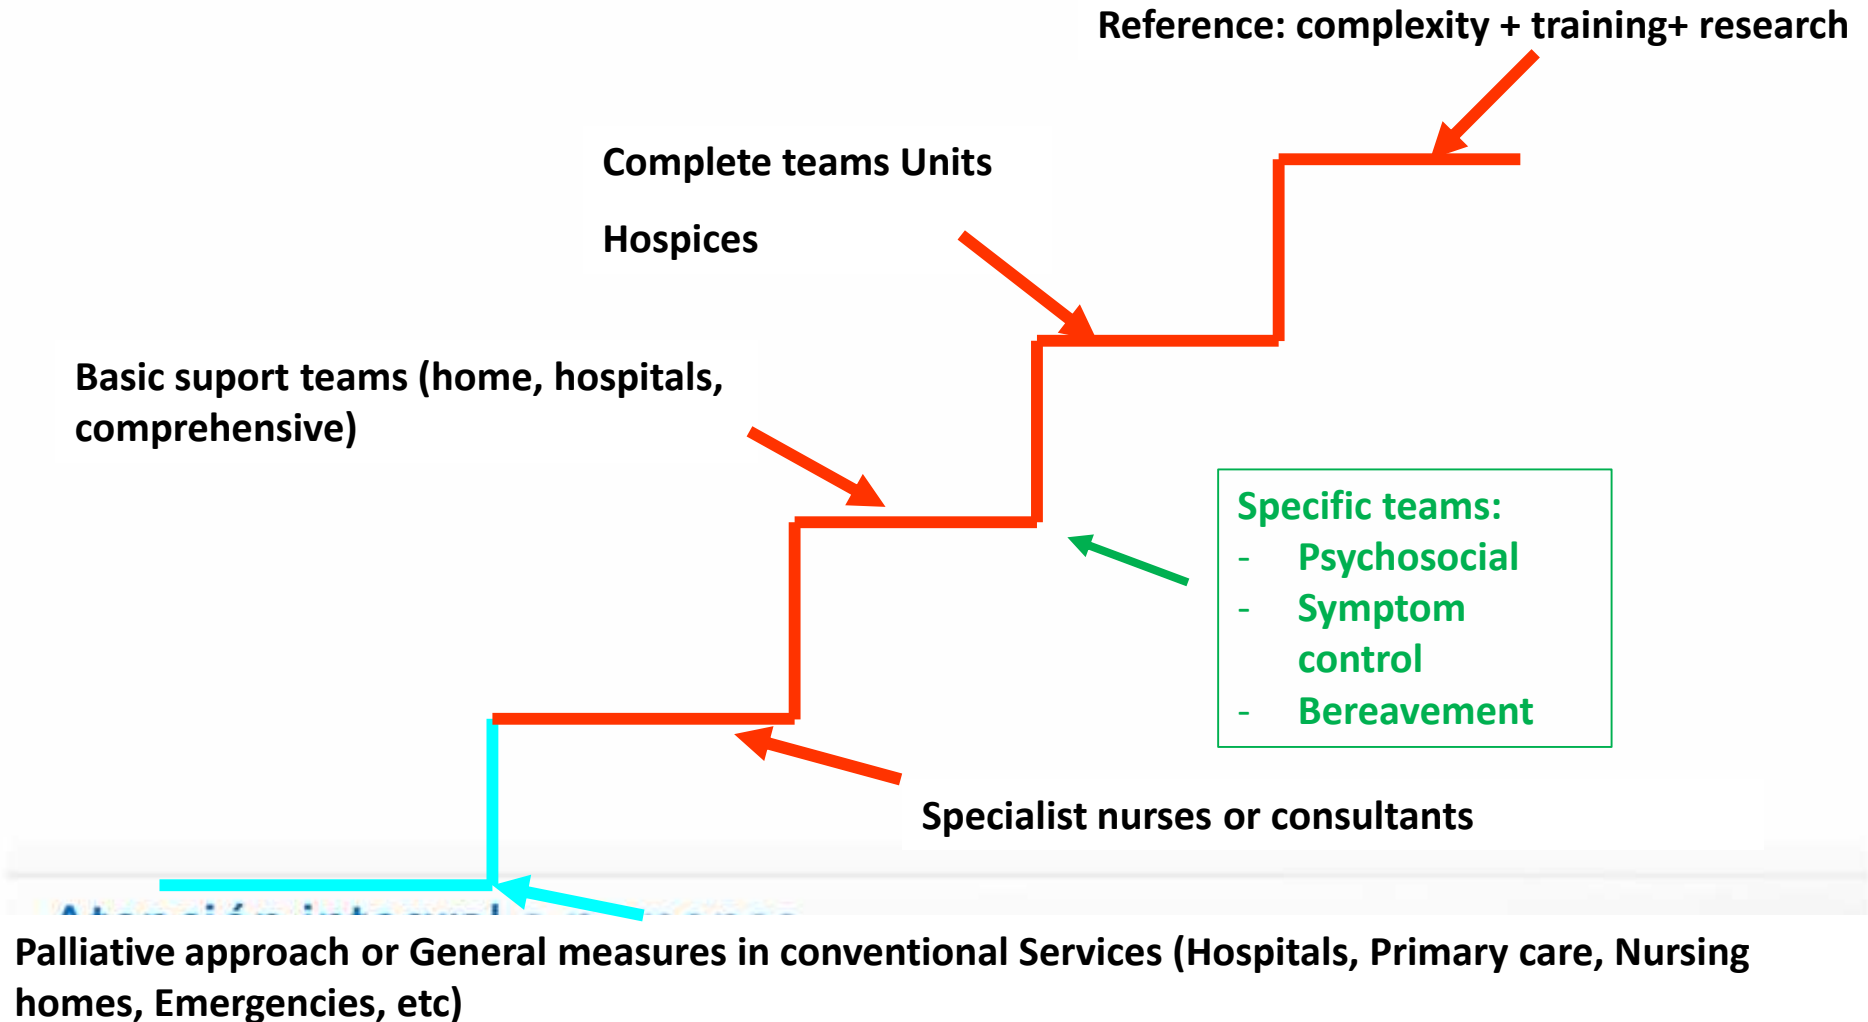 Reference: complexity + training+ research
Complete teams Units
Hospices
Basic suport teams (home, hospitals,
comprehensive)
Specific teams:
- Psychosocial
- Symptom
control
- Bereavement
Specialist nurses or consultants
Palliative approach or General measures in conventional Services (Hospitals, Primary care, Nursing
homes, Emergencies, etc)